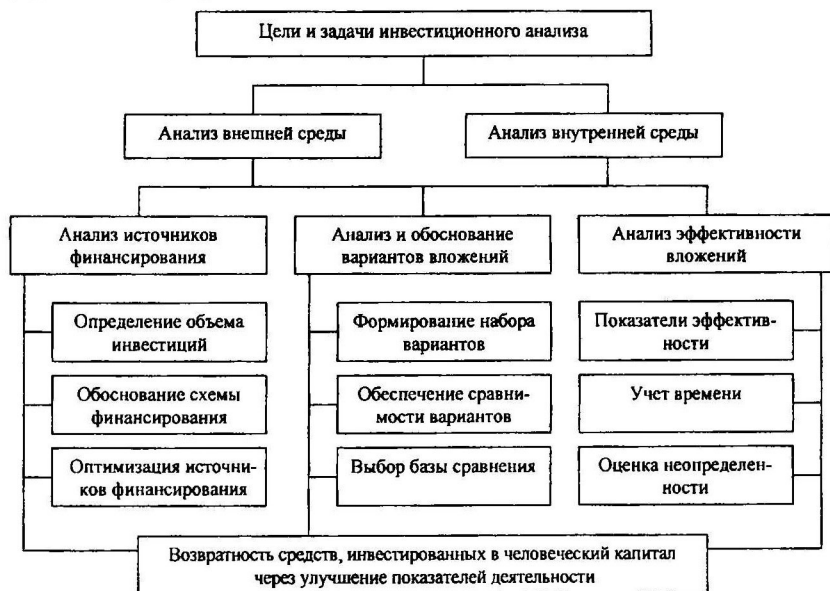 Цели и задачи инвестиционного анализа
Анализ внешней среды
Анализ внутренней среды
Анализ источников
финансирования
Анализ и обоснование
вариантов вложений
Анализ эффективности
вложений
Определение объема
инвестиций
Формирование набора
вариантов
Показатели эффектив-
ности
Обоснование схемы
финансирования
Обеспечение сравни-
мости вариантов
Учет времени
Оптимизация источни-
ков финансирования
Выбор базы сравнения
Оценка неопределен-
ности
Возвратность средств, инвестированных в человеческий капитал
через улучшение показателей деятельности